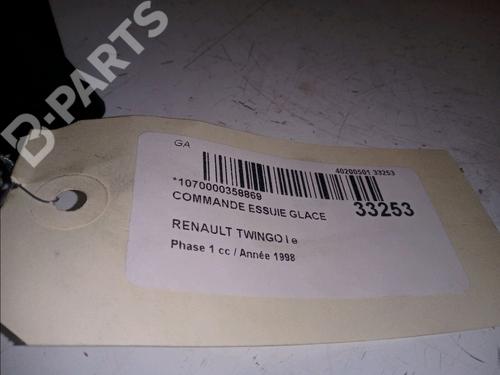 B-PARTS
GA
40200501 33253
*1070000358869
COMMANDE ESSUIE GLACE
33253
RENAULT TWINGO I e
Phase 1 cc / Année 1998